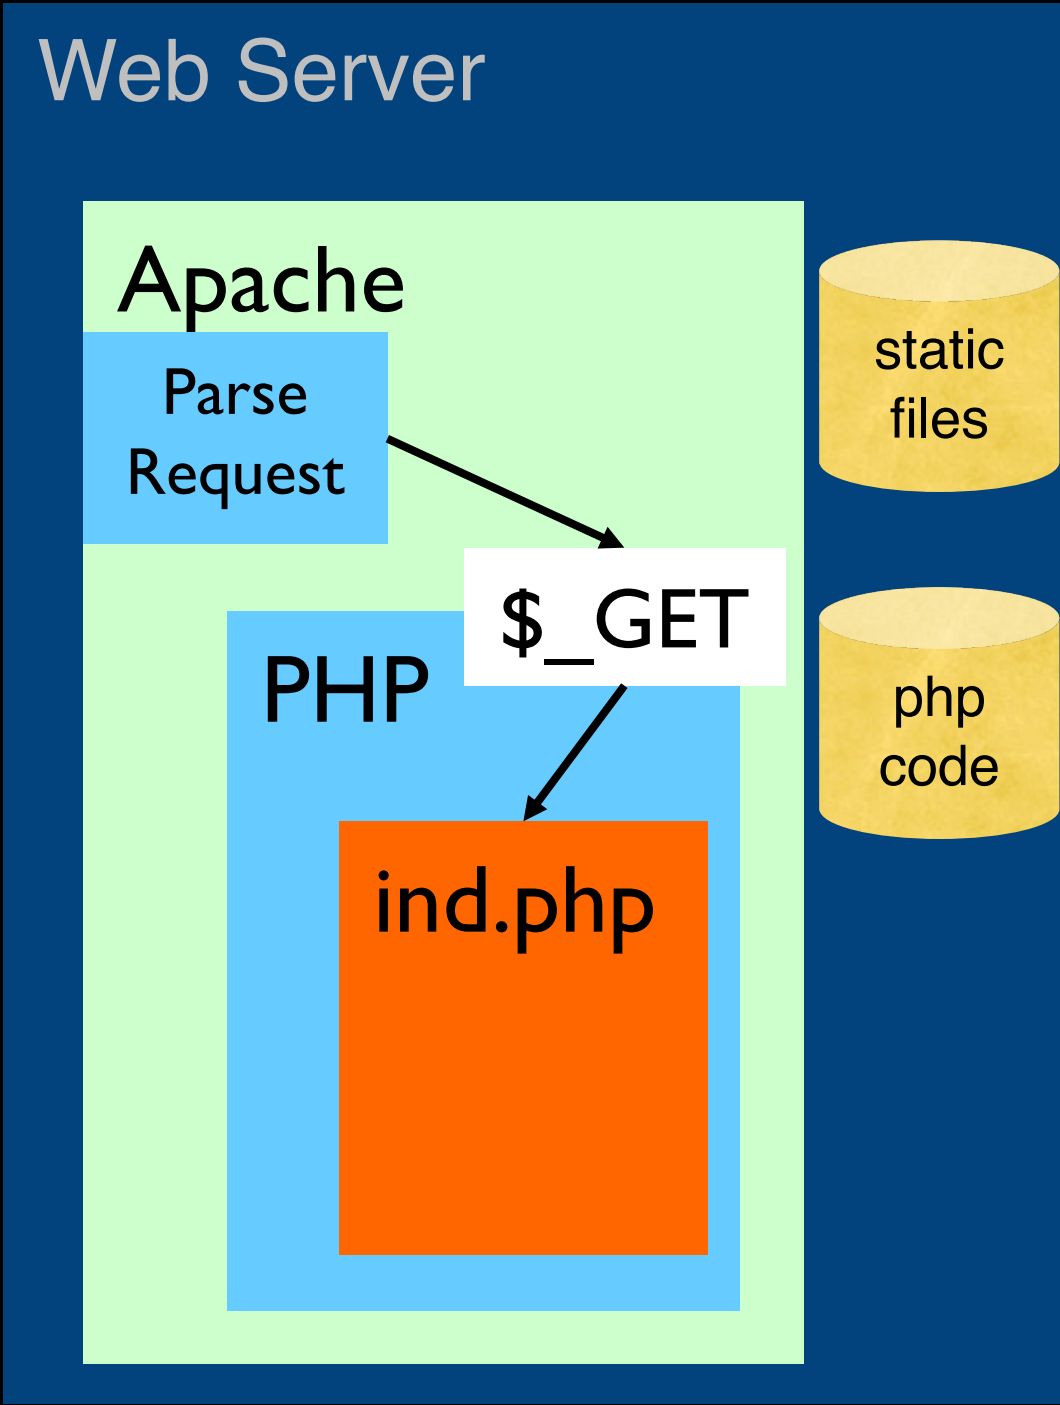 Web Server
Apache
Parse
Request
static
files
$_GET
PHP
php
code
ind.php